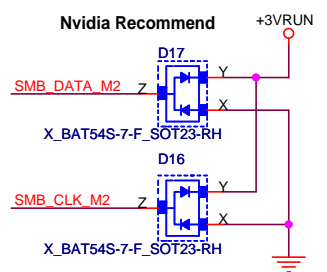 Nvidia Recommend
+3VRUN
D17
SMB_DATA_M2 Z Y
X
X_BAT54S-7-F_SOT23-RH
D16
SMB_CLK_M2 Z Y
X
X_BAT54S-7-F_SOT23-RH